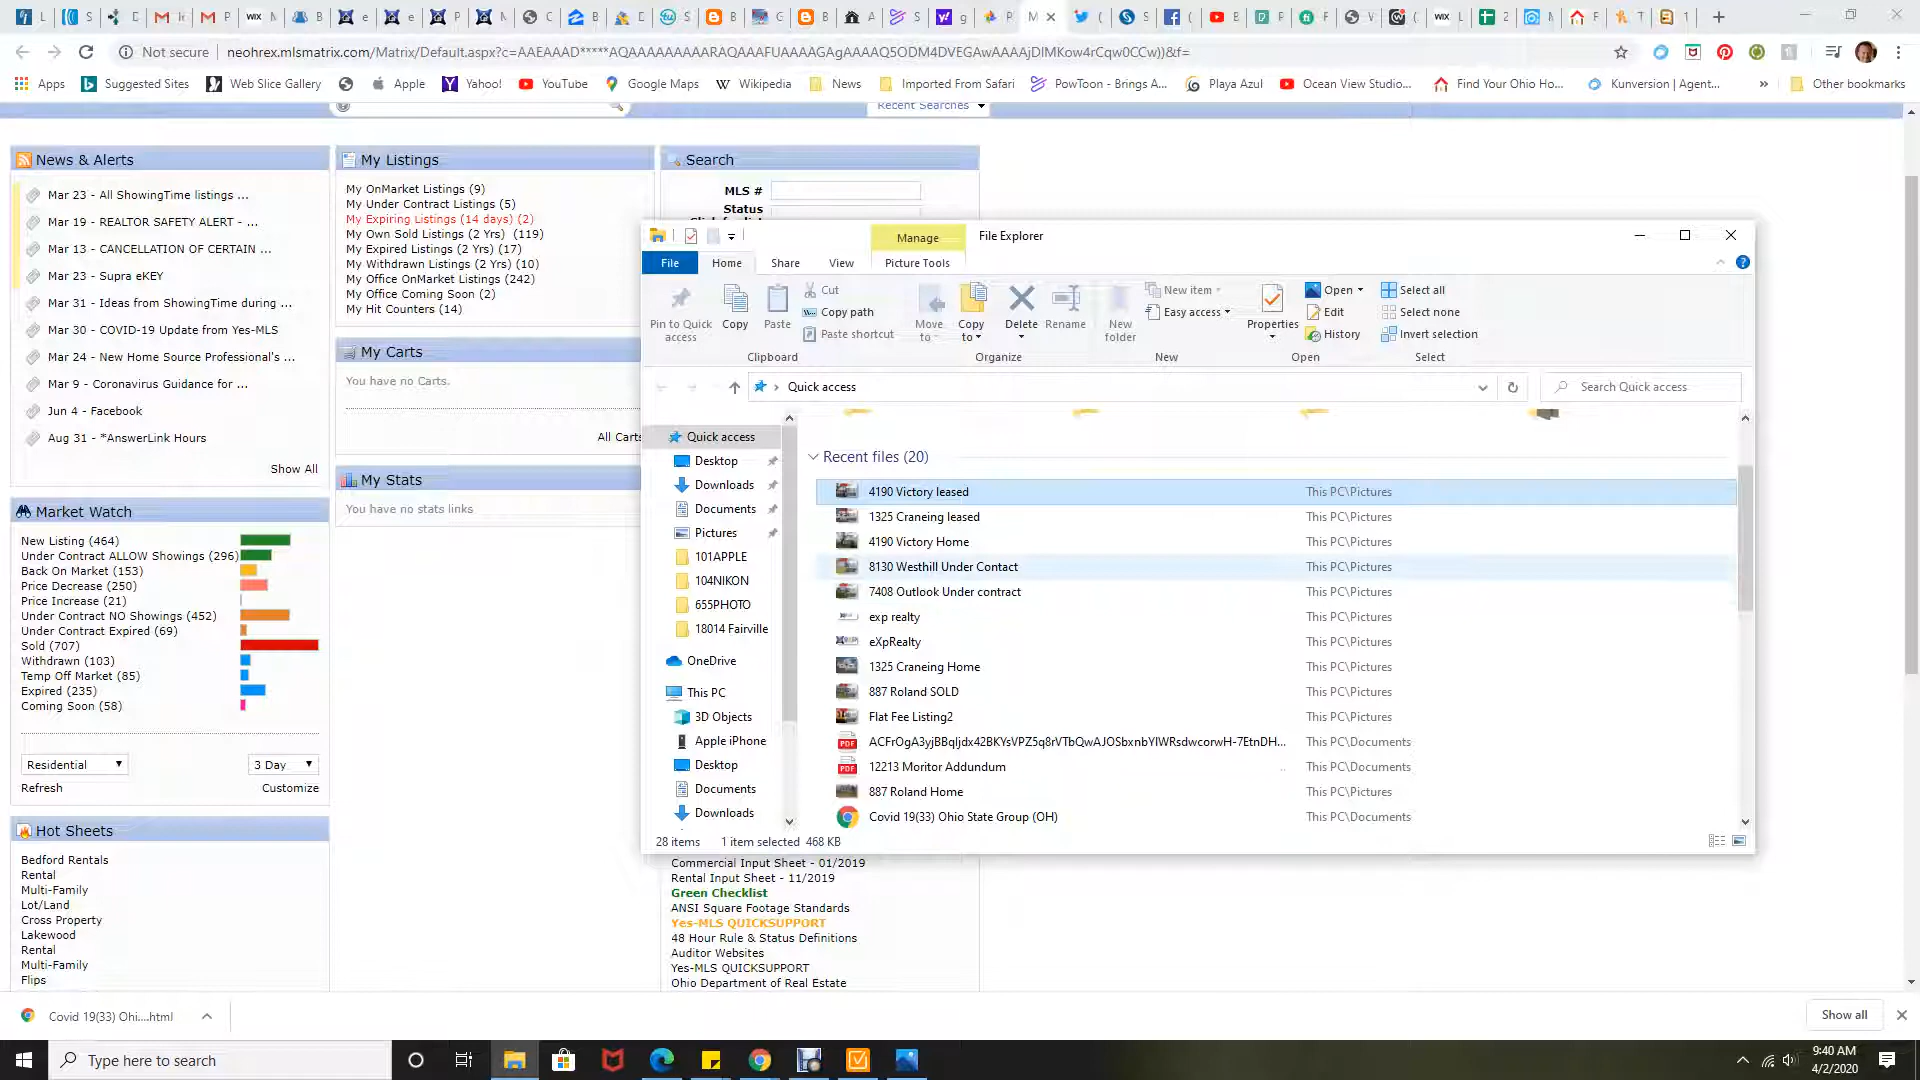 Not secure
neohrex.mlsmatrix.com/Matrix/Default.aspx?c=AAEAAAD*****AQAAAAAAAAARAQAAAFUAAAAGAgAAAAQ5ODM4DVEGAwAAAAjDIMKow4rCqw0CCw))&f=
Apps
Suggested Sites
Web Slice Gallery
Apple
Yahoo!
YouTube
Google Maps
Wikipedia
News
Imported From Safari
PowToon - Brings A...
Playa Azul
Ocean View Studio...
Find Your Ohio Ho...
Kunversion | Agent...
»
Other bookmarks
Recent Searches
News & Alerts
Mar 23 - All ShowingTime listings ...
Mar 19 - REALTOR SAFETY ALERT - ...
Mar 13 - CANCELLATION OF CERTAIN ...
Mar 23 - Supra eKEY
Mar 31 - Ideas from ShowingTime during ...
Mar 30 - COVID-19 Update from Yes-MLS
Mar 24 - New Home Source Professional's ...
Mar 9 - Coronavirus Guidance for ...
Jun 4 - Facebook
Aug 31 - *AnswerLink Hours
Show All
Market Watch
New Listing (464)
Under Contract ALLOW Showings (296)
Back On Market (153)
Price Decrease (250)
Price Increase (21)
Under Contract NO Showings (452)
Under Contract Expired (69)
Sold (707)
Withdrawn (103)
Temp Off Market (85)
Expired (235)
Coming Soon (58)
Residential
3 Day
Refresh
Customize
Hot Sheets
Bedford Rentals
Rental
Multi-Family
Lot/Land
Cross Property
Lakewood
Rental
Multi-Family
Flips
My Listings
My OnMarket Listings (9)
My Under Contract Listings (5)
My Expiring Listings (14 days) (2)
My Own Sold Listings (2 Yrs) (119)
My Expired Listings (2 Yrs) (17)
My Withdrawn Listings (2 Yrs) (10)
My Office OnMarket Listings (242)
My Office Coming Soon (2)
My Hit Counters (14)
My Carts
You have no Carts.
All Carts
My Stats
You have no stats links
Search
MLS #
Status
Manage
File Explorer
File
Home
Share
View
Picture Tools
Pin to Quick access
Copy
Paste
Cut
Copy path
Paste shortcut
Clipboard
Move to
Copy to
Delete
Rename
Organize
New folder
New item
Easy access
New
Properties
Open
Edit
History
Open
Select all
Select none
Invert selection
Select
Quick access
Search Quick access
Quick access
Desktop
Downloads
Documents
Pictures
101APPLE
104NIKON
655PHOTO
18014 Fairville
OneDrive
This PC
3D Objects
Apple iPhone
Desktop
Documents
Downloads
Recent files (20)
4190 Victory leased This PC\Pictures
1325 Craneing leased This PC\Pictures
4190 Victory Home This PC\Pictures
8130 Westhill Under Contact This PC\Pictures
7408 Outlook Under contract This PC\Pictures
exp realty This PC\Pictures
eXpRealty This PC\Pictures
1325 Craneing Home This PC\Pictures
887 Roland SOLD This PC\Pictures
Flat Fee Listing2 This PC\Pictures
ACFrOgA3yjBBqljdx42BKYsVPZ5q8rVTbQwAJOSbxnbYlWRsdwcorwH-7EtnDH... This PC\Documents
12213 Moritor Addundum This PC\Documents
887 Roland Home This PC\Pictures
Covid 19(33) Ohio State Group (OH) This PC\Documents
28 items
1 item selected 468 KB
Commercial Input Sheet - 01/2019
Rental Input Sheet - 11/2019
Green Checklist
ANSI Square Footage Standards
Yes-MLS QUICKSUPPORT
48 Hour Rule & Status Definitions
Auditor Websites
Yes-MLS QUICKSUPPORT
Ohio Department of Real Estate
Covid 19(33) Ohi....html
Show all
Type here to search
9:40 AM
4/2/2020